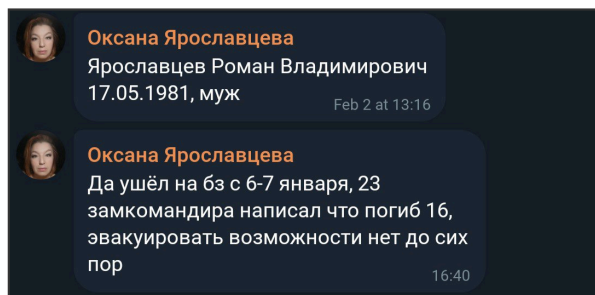 Оксана Ярославцева
Ярославцев Роман Владимирович
17.05.1981, муж
Feb 2 at 13:16
Оксана Ярославцева
Да ушёл на бз с 6-7 января, 23
замкомандира написал что погиб 16,
эвакуировать возможности нет до сих
пор
16:40